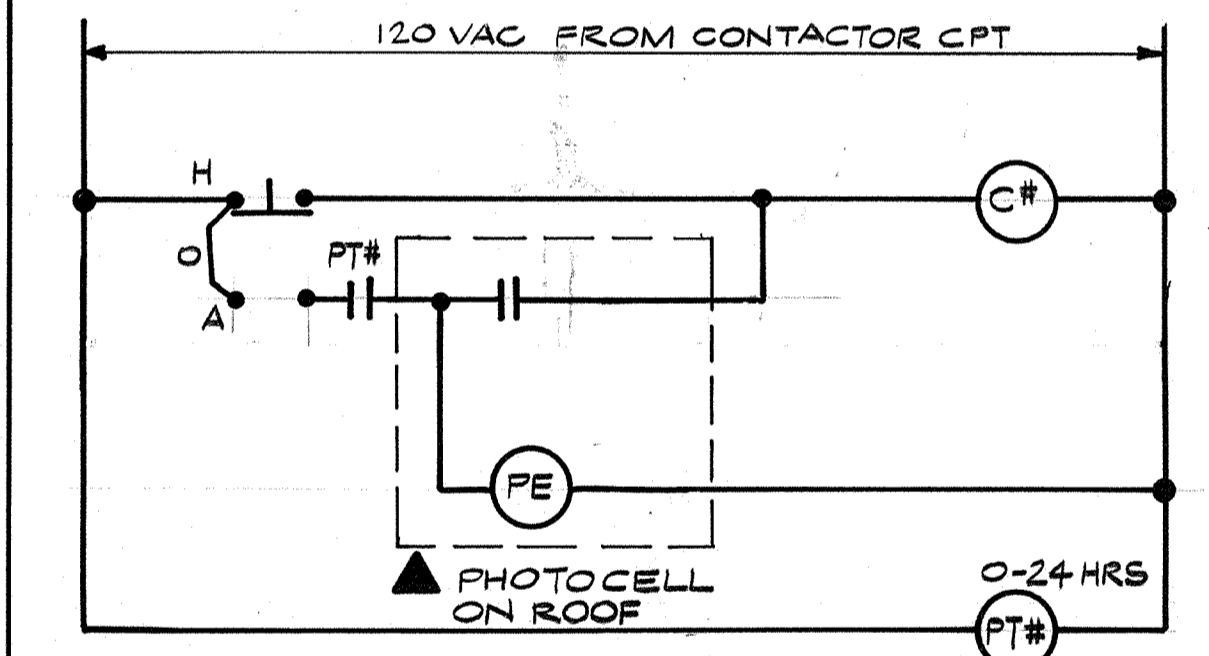 120 VAC FROM CONTACTOR CPT
H
C#
O
PT#
A
PE
PHOTOCELL
ON ROOF
0-24 HRS
PT#